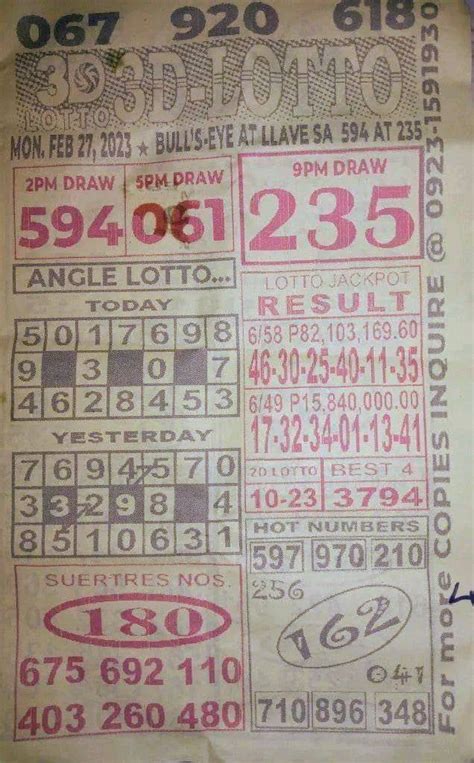 067 920 618
3D LOTTO 3D-LOTTO
MON. FEB 27, 2023 ★ BULL'S-EYE AT LLAVE SA 594 AT 235
2PM DRAW 5PM DRAW
594 061
9PM DRAW
235
ANGLE LOTTO...
TODAY
5 0 1 7 6 9 8
9 3 0 7
4 6 2 8 4 5 3
YESTERDAY
7 6 9 4 5 7 0
3 3 2 9 8 4
8 5 1 0 6 3 1
LOTTO JACKPOT
RESULT
6/58 P82,103,169.60
46-30-25-40-11-35
6/49 P15,840,000.00
17-32-34-01-13-41
2D LOTTO BEST 4
10-23 3794
HOT NUMBERS
597 970 210
SUERTRES NOS.
180
675 692 110
403 260 480
256
162
041
710 896 348
For more COPIES INQUIRE @ 0923-1591930